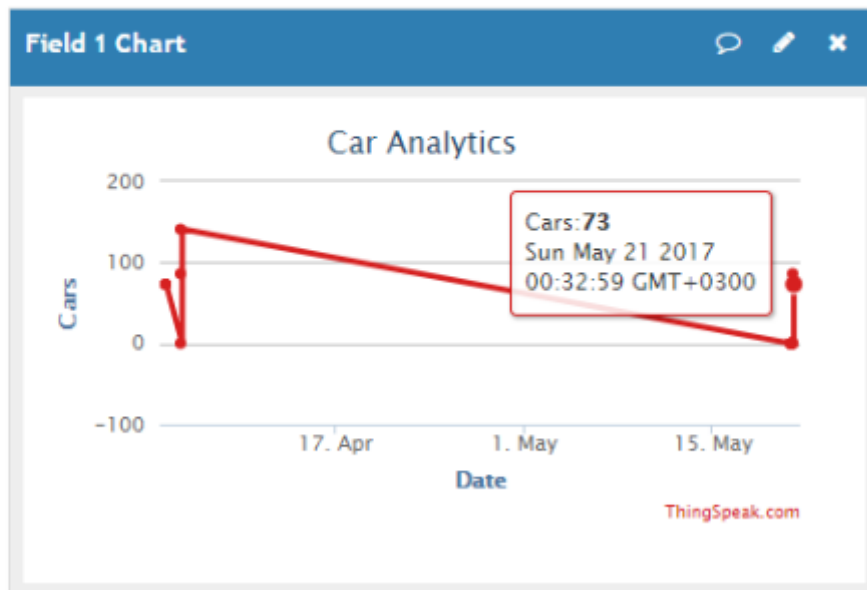 Field 1 Chart
Car Analytics
200
100
0
-100
Cars
Cars:73
Sun May 21 2017
00:32:59 GMT+0300
17. Apr
1. May
15. May
Date
ThingSpeak.com